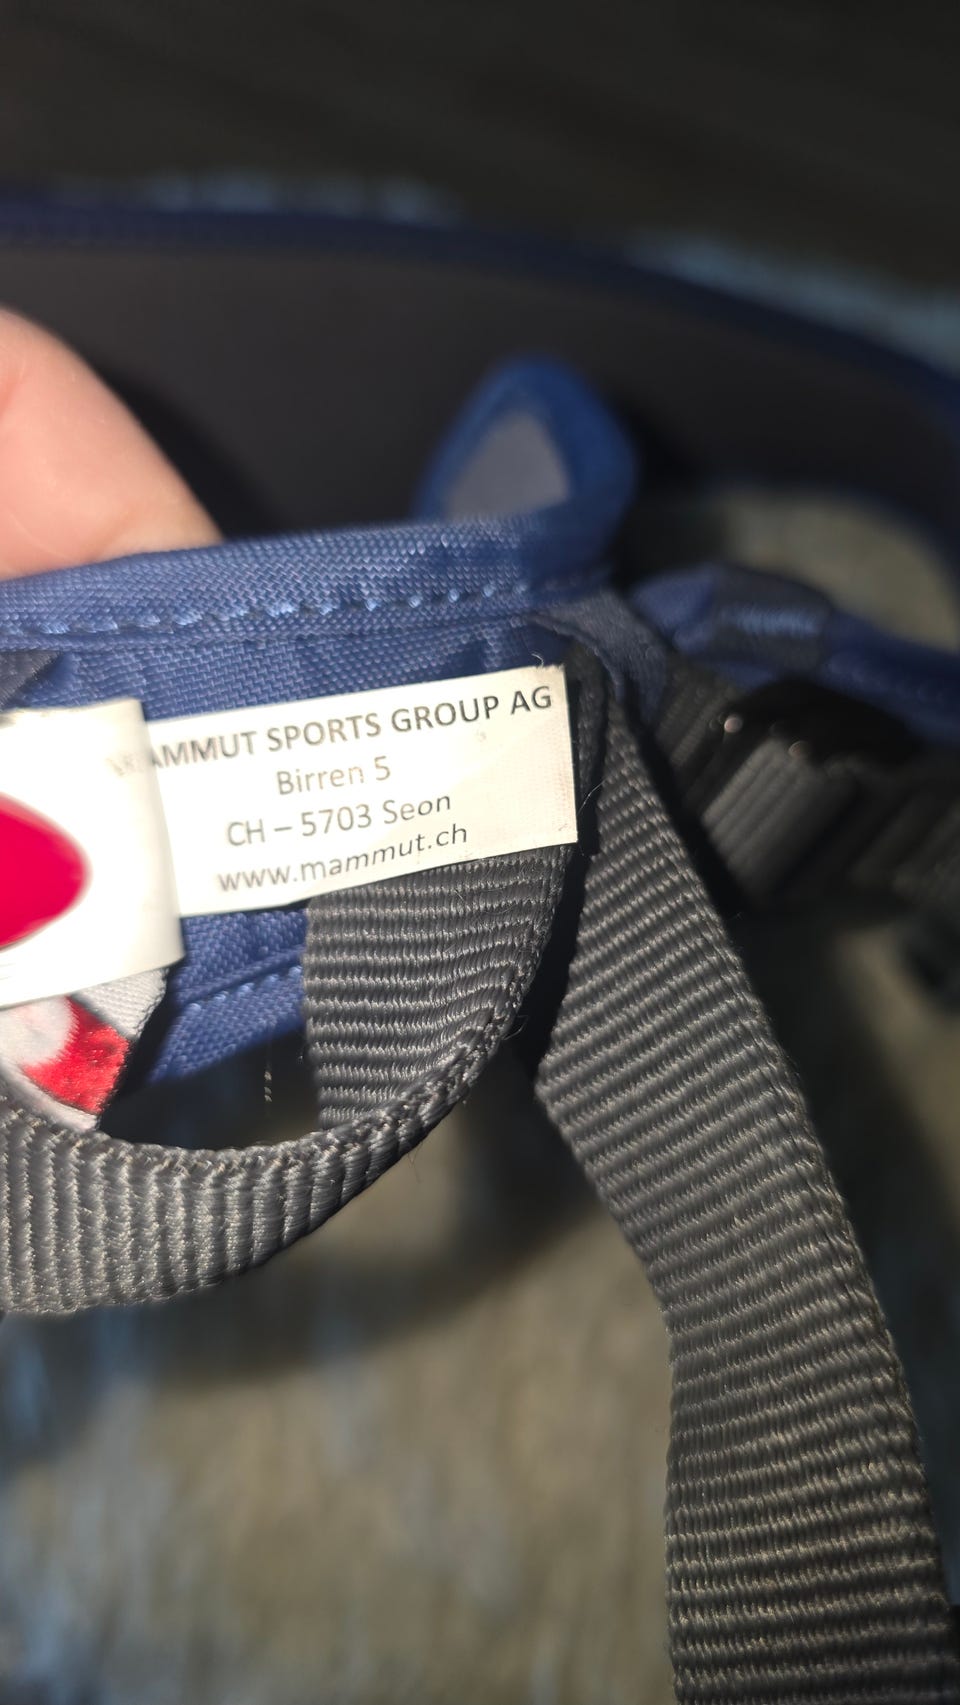 MAMMUT SPORTS GROUP AG
Birren 5
CH – 5703 Seon
www.mammut.ch